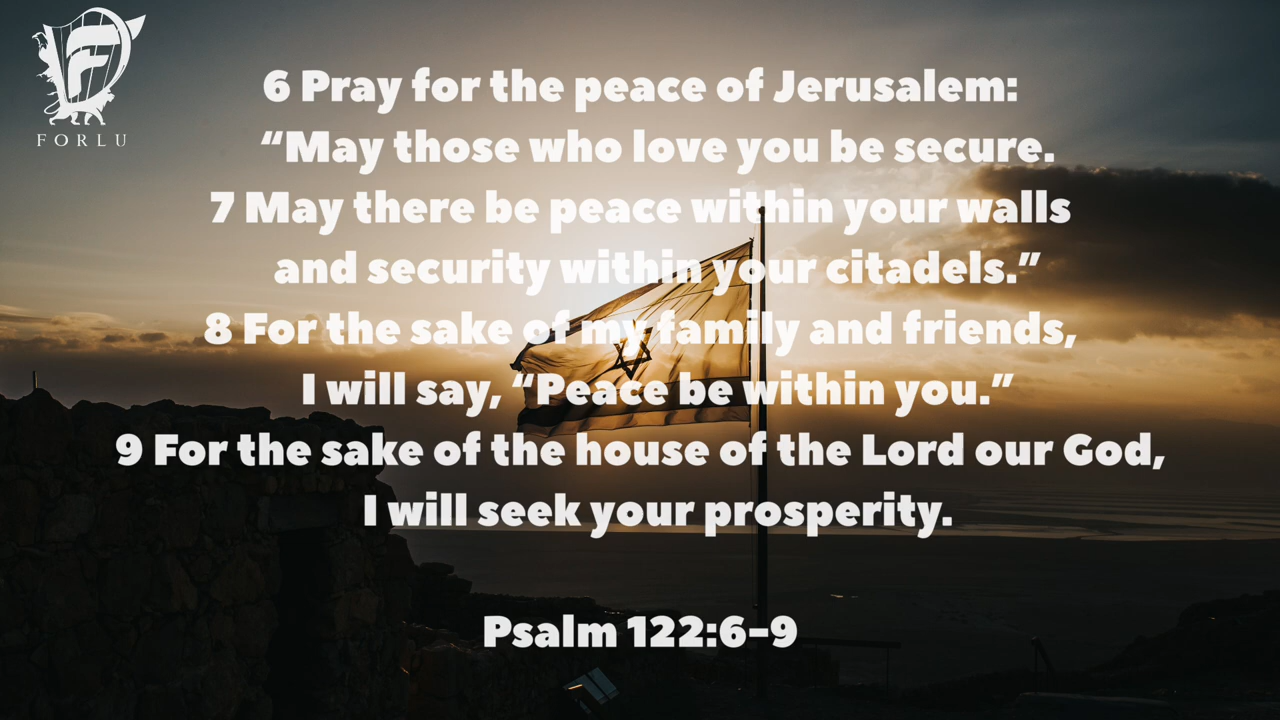 FORLU
6 Pray for the peace of Jerusalem:
“May those who love you be secure.
7 May there be peace within your walls
and security within your citadels.”
8 For the sake of my family and friends,
I will say, “Peace be within you.”
9 For the sake of the house of the Lord our God,
I will seek your prosperity.
Psalm 122:6–9